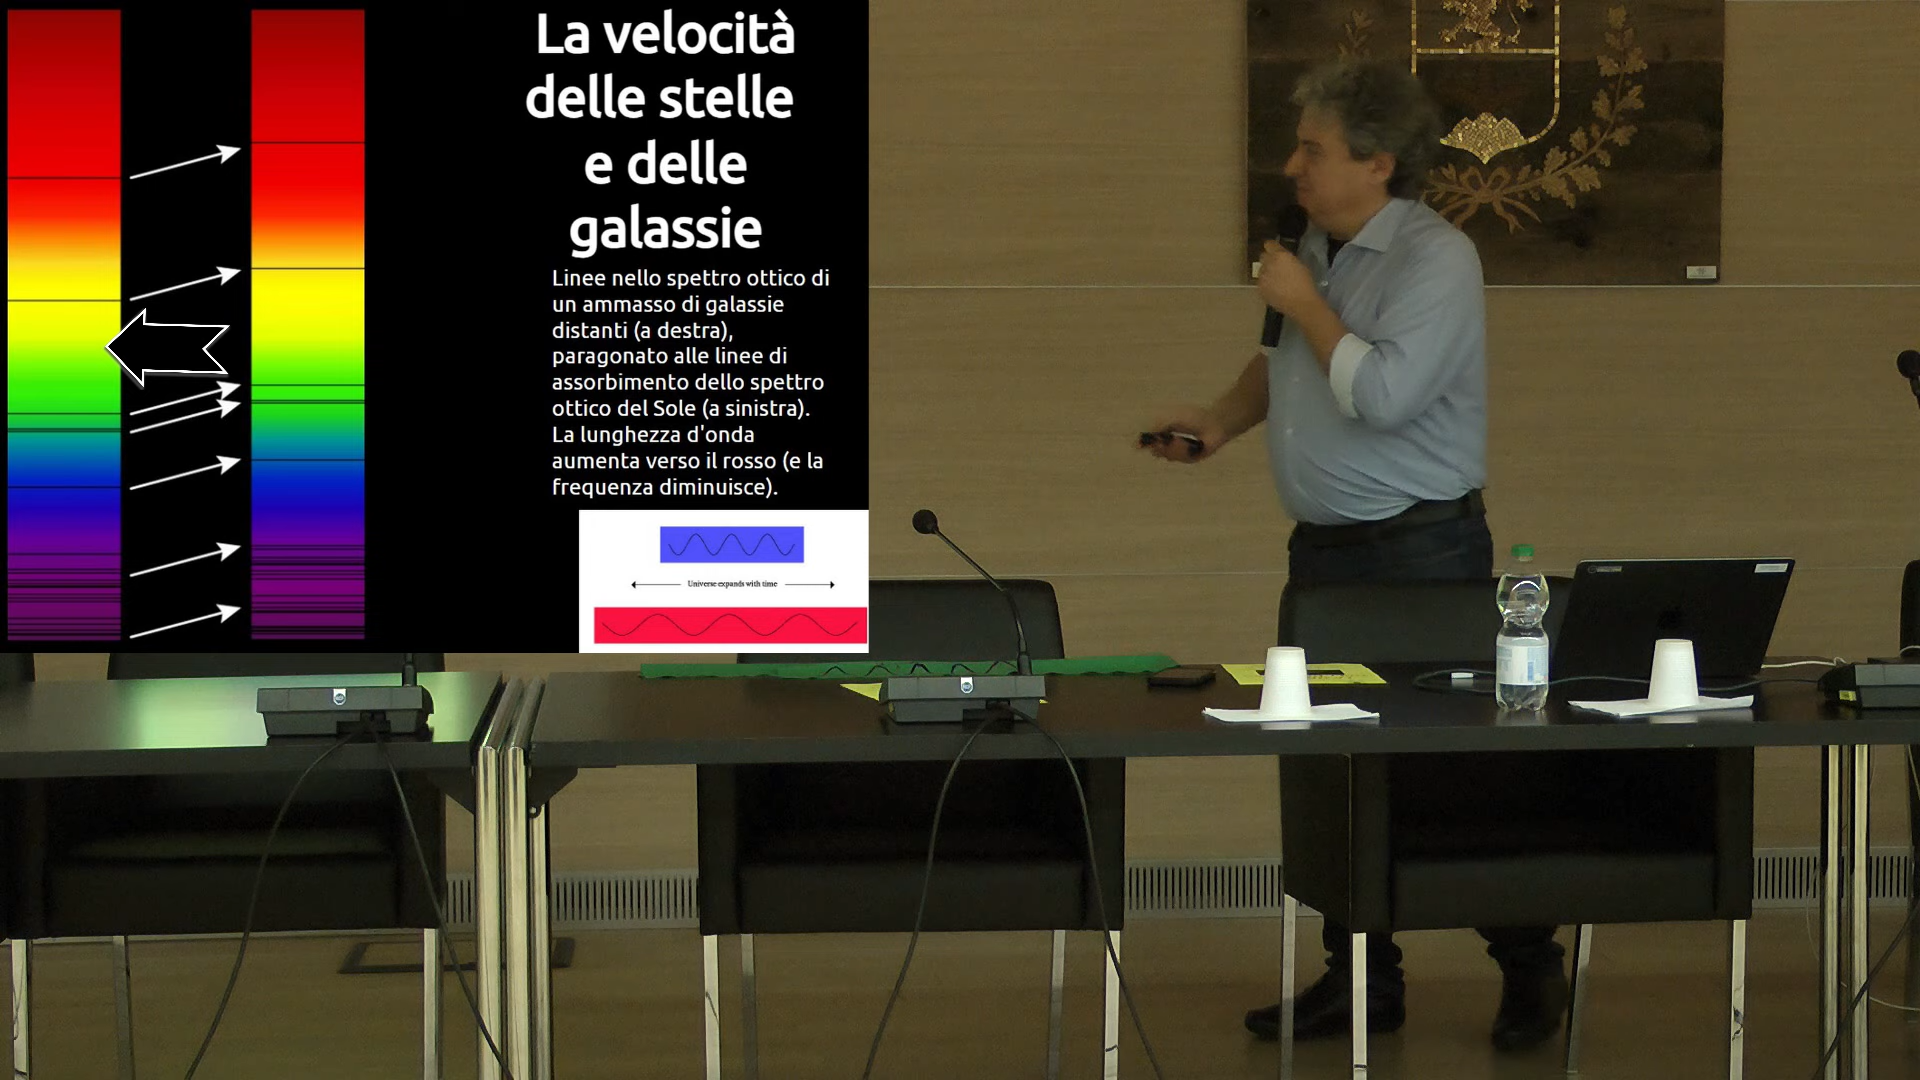 La velocità
delle stelle
e delle
galassie
Linee nello spettro ottico di
un ammasso di galassie
distanti (a destra),
paragonato alle linee di
assorbimento dello spettro
ottico del Sole (a sinistra).
La lunghezza d'onda
aumenta verso il rosso (e la
frequenza diminuisce).
Universe expands with time